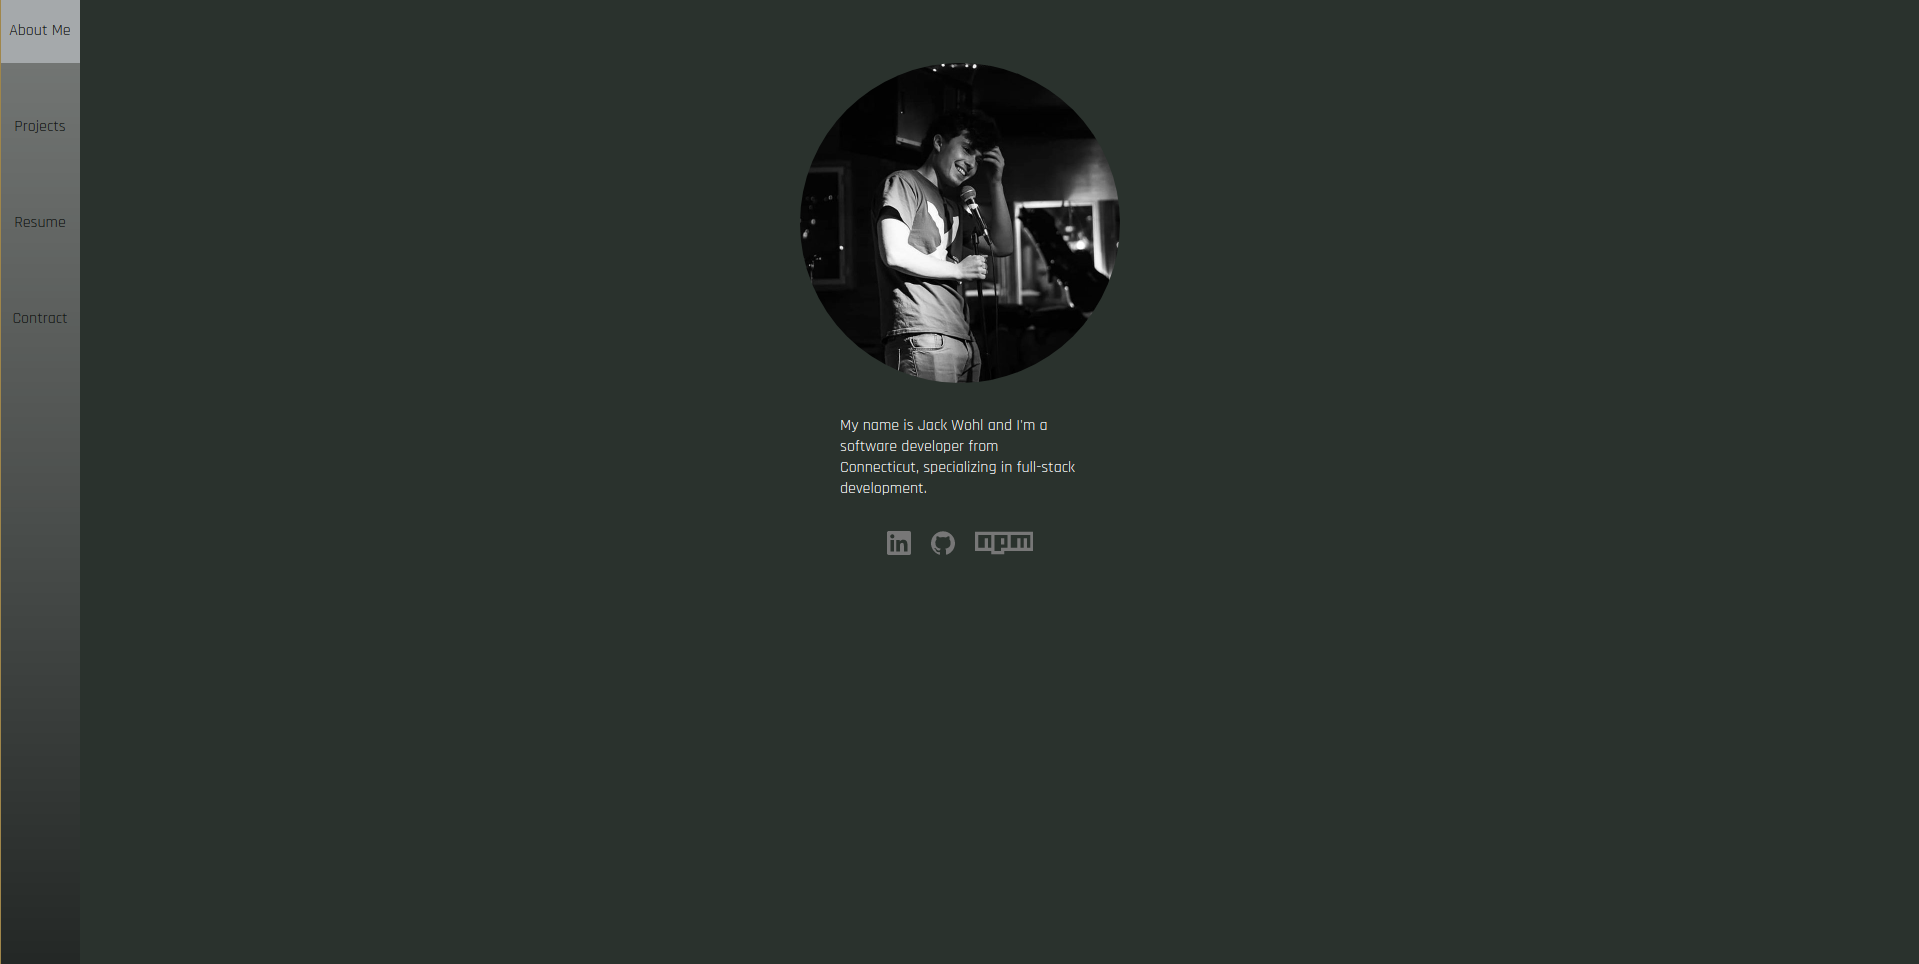 About Me
Projects
Resume
Contract
My name is Jack Wohl and I'm a
software developer from
Connecticut, specializing in full-stack
development.
in
npm